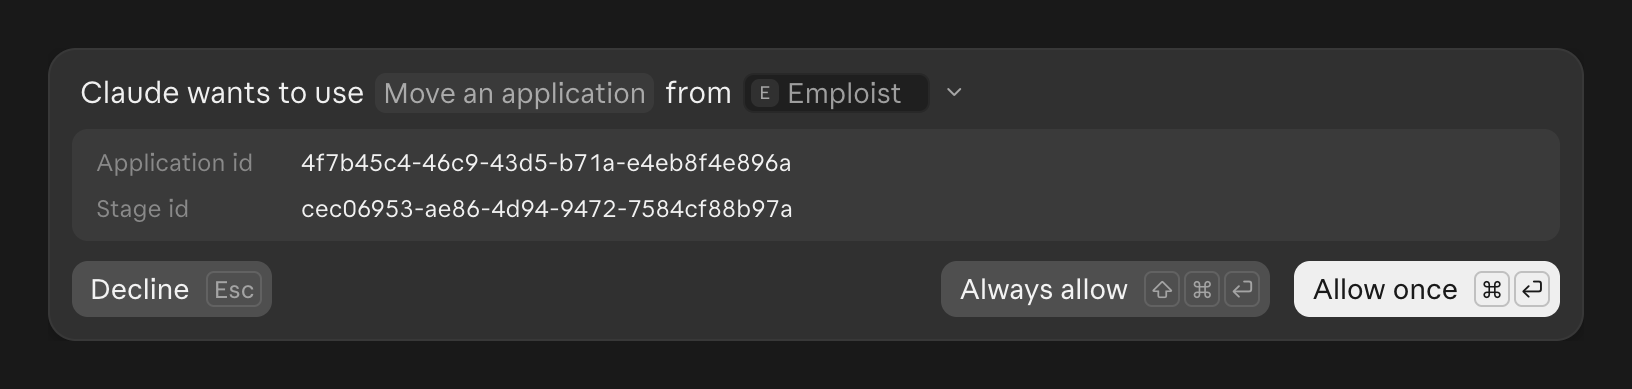 Claude wants to use Move an application from E Emploist
Application id 4f7b45c4-46c9-43d5-b71a-e4eb8f4e896a
Stage id cec06953-ae86-4d94-9472-7584cf88b97a
Decline Esc Always allow ⇧ ⌘ ↵ Allow once ⌘ ↵